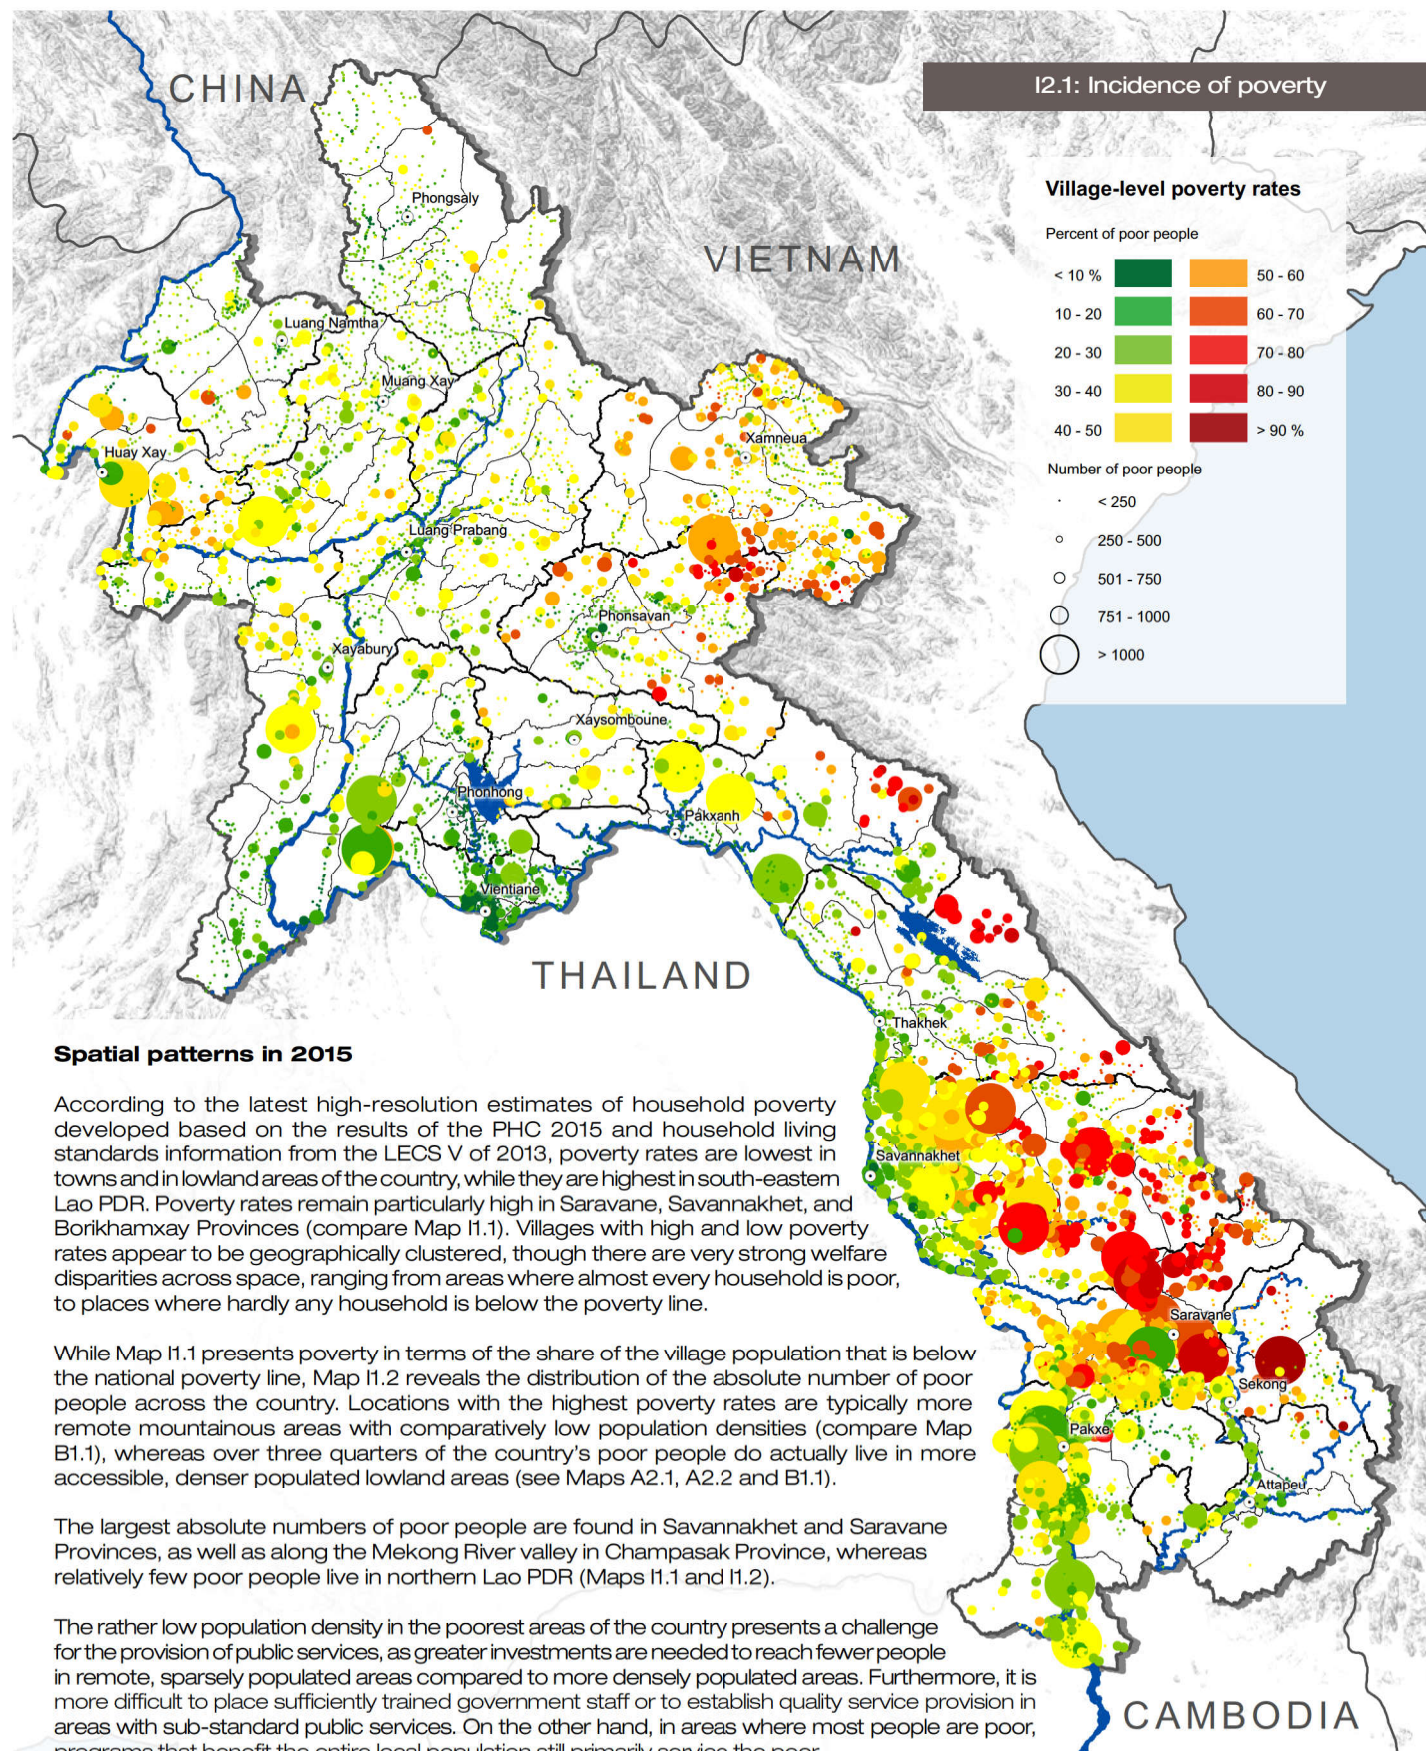 I2.1: Incidence of poverty
CHINA
VIETNAM
THAILAND
CAMBODIA
Village-level poverty rates
Percent of poor people
< 10 %
50 - 60
10 - 20
60 - 70
20 - 30
70 - 80
30 - 40
80 - 90
40 - 50
> 90 %
Number of poor people
< 250
250 - 500
501 - 750
751 - 1000
> 1000
Phongsaly
Luang Namtha
Muang Xay
Xamneua
Huay Xay
Luang Prabang
Phonsavan
Xayabury
Xaysomboune
Phonhong
Pakxanh
Vientiane
Thakhek
Savannakhet
Saravane
Sekong
Pakxe
Attapeu
Spatial patterns in 2015
According to the latest high-resolution estimates of household poverty
developed based on the results of the PHC 2015 and household living
standards information from the LECS V of 2013, poverty rates are lowest in
towns and in lowland areas of the country, while they are highest in south-eastern
Lao PDR. Poverty rates remain particularly high in Saravane, Savannakhet, and
Borikhamxay Provinces (compare Map I1.1). Villages with high and low poverty
rates appear to be geographically clustered, though there are very strong welfare
disparities across space, ranging from areas where almost every household is poor,
to places where hardly any household is below the poverty line.
While Map I1.1 presents poverty in terms of the share of the village population that is below
the national poverty line, Map I1.2 reveals the distribution of the absolute number of poor
people across the country. Locations with the highest poverty rates are typically more
remote mountainous areas with comparatively low population densities (compare Map
B1.1), whereas over three quarters of the country's poor people do actually live in more
accessible, denser populated lowland areas (see Maps A2.1, A2.2 and B1.1).
The largest absolute numbers of poor people are found in Savannakhet and Saravane
Provinces, as well as along the Mekong River valley in Champasak Province, whereas
relatively few poor people live in northern Lao PDR (Maps I1.1 and I1.2).
The rather low population density in the poorest areas of the country presents a challenge
for the provision of public services, as greater investments are needed to reach fewer people
in remote, sparsely populated areas compared to more densely populated areas. Furthermore, it is
more difficult to place sufficiently trained government staff or to establish quality service provision in
areas with sub-standard public services. On the other hand, in areas where most people are poor,
programs that benefit the entire local population still primarily service the poor.